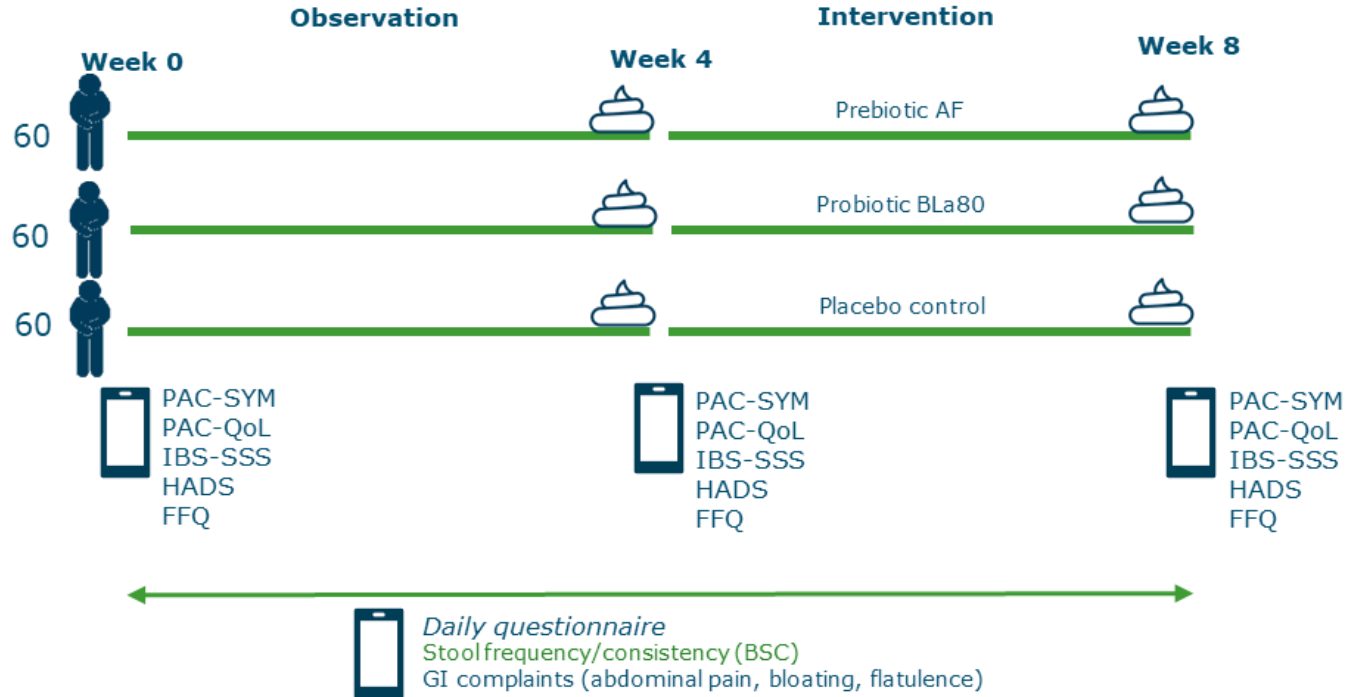 Observation
Intervention
Week 0
Week 4
Week 8
60
Prebiotic AF
60
Probiotic BLa80
60
Placebo control
PAC-SYM
PAC-QoL
IBS-SSS
HADS
FFQ
PAC-SYM
PAC-QoL
IBS-SSS
HADS
FFQ
PAC-SYM
PAC-QoL
IBS-SSS
HADS
FFQ
Daily questionnaire
Stool frequency/consistency (BSC)
GI complaints (abdominal pain, bloating, flatulence)